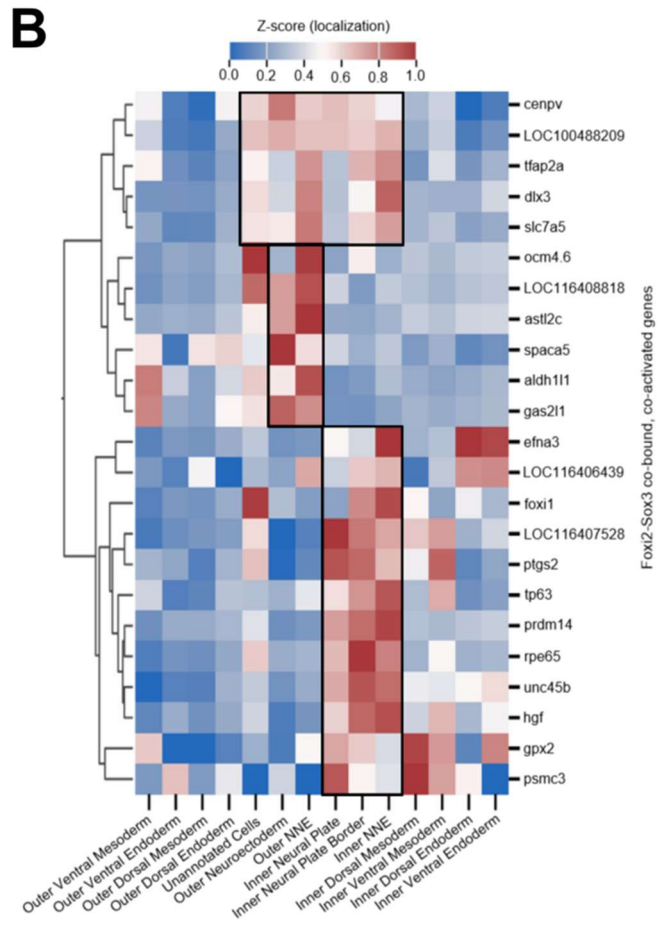 B
Z-score (localization)
0.0 0.2 0.4 0.6 0.8 1.0
cenpv
LOC100488209
tfap2a
dlx3
slc7a5
ocm4.6
LOC116408818
astl2c
spaca5
aldh1l1
gas2l1
efna3
LOC116406439
foxi1
LOC116407528
ptgs2
tp63
prdm14
rpe65
unc45b
hgf
gpx2
psmc3
Foxi2-Sox3 co-bound, co-activated genes
Outer Ventral Mesoderm
Outer Ventral Endoderm
Outer Dorsal Mesoderm
Outer Dorsal Endoderm
Unannotated Cells
Outer Neuroectoderm
Outer NNE
Inner Neural Plate
Inner Neural Plate Border
Inner NNE
Inner Dorsal Mesoderm
Inner Ventral Mesoderm
Inner Dorsal Endoderm
Inner Ventral Endoderm